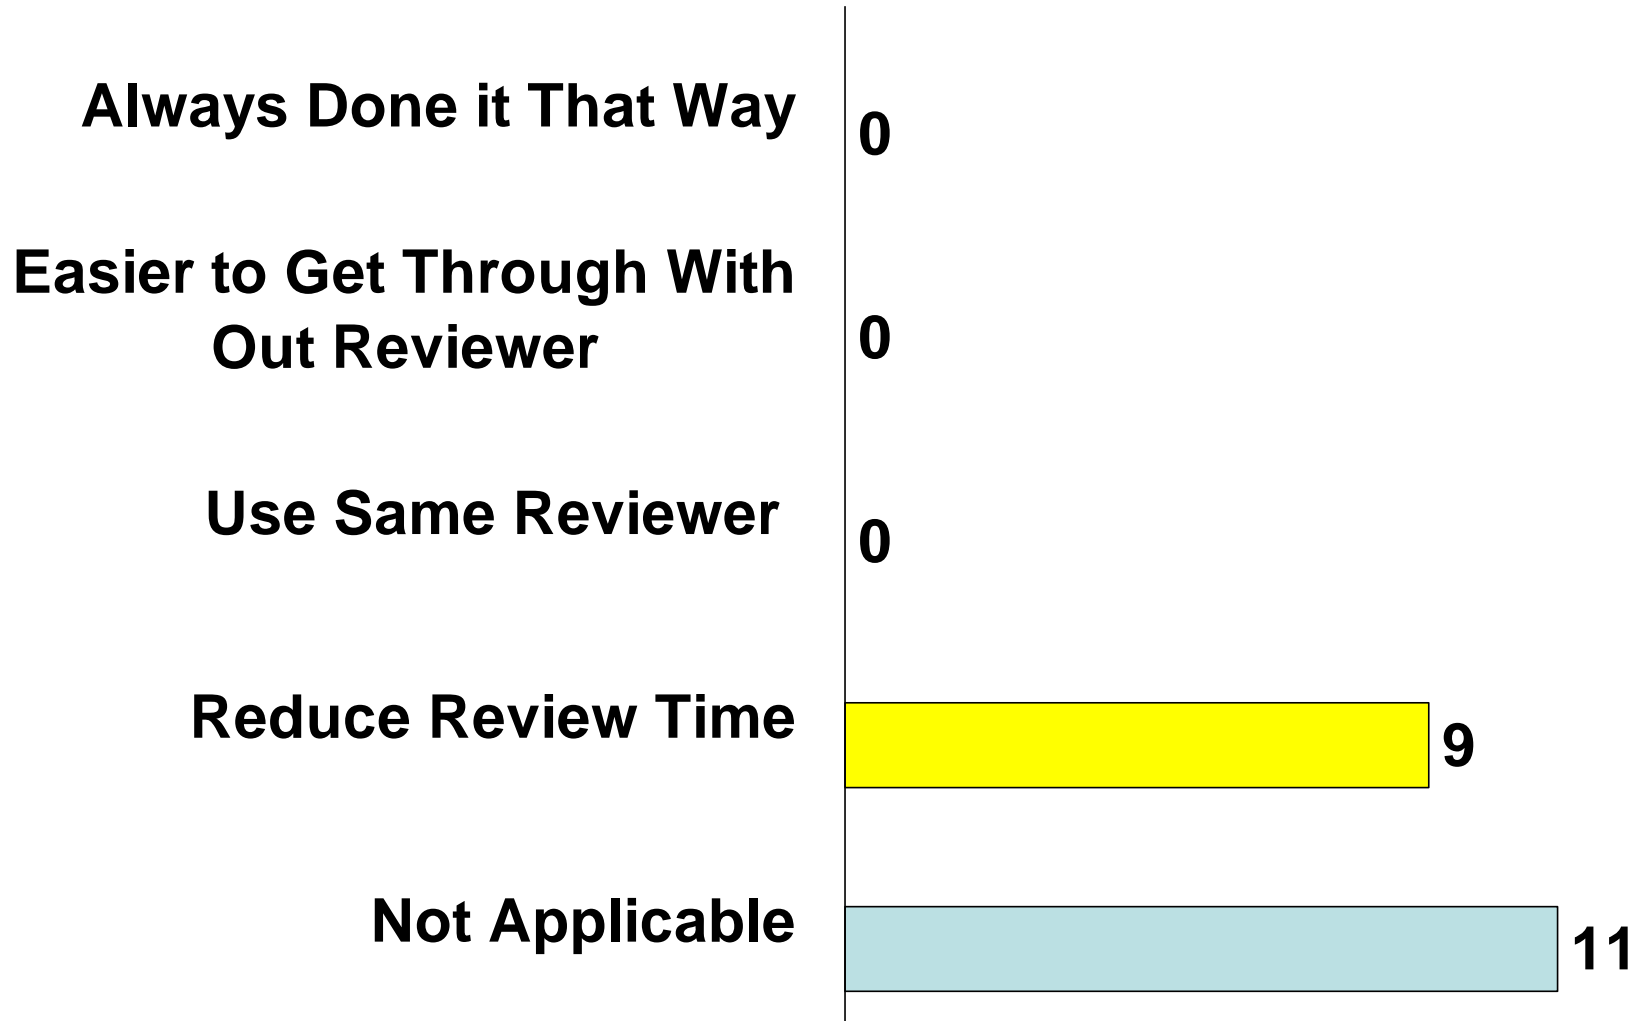 Always Done it That Way
0
Easier to Get Through With
Out Reviewer
0
Use Same Reviewer
0
Reduce Review Time
9
Not Applicable
11